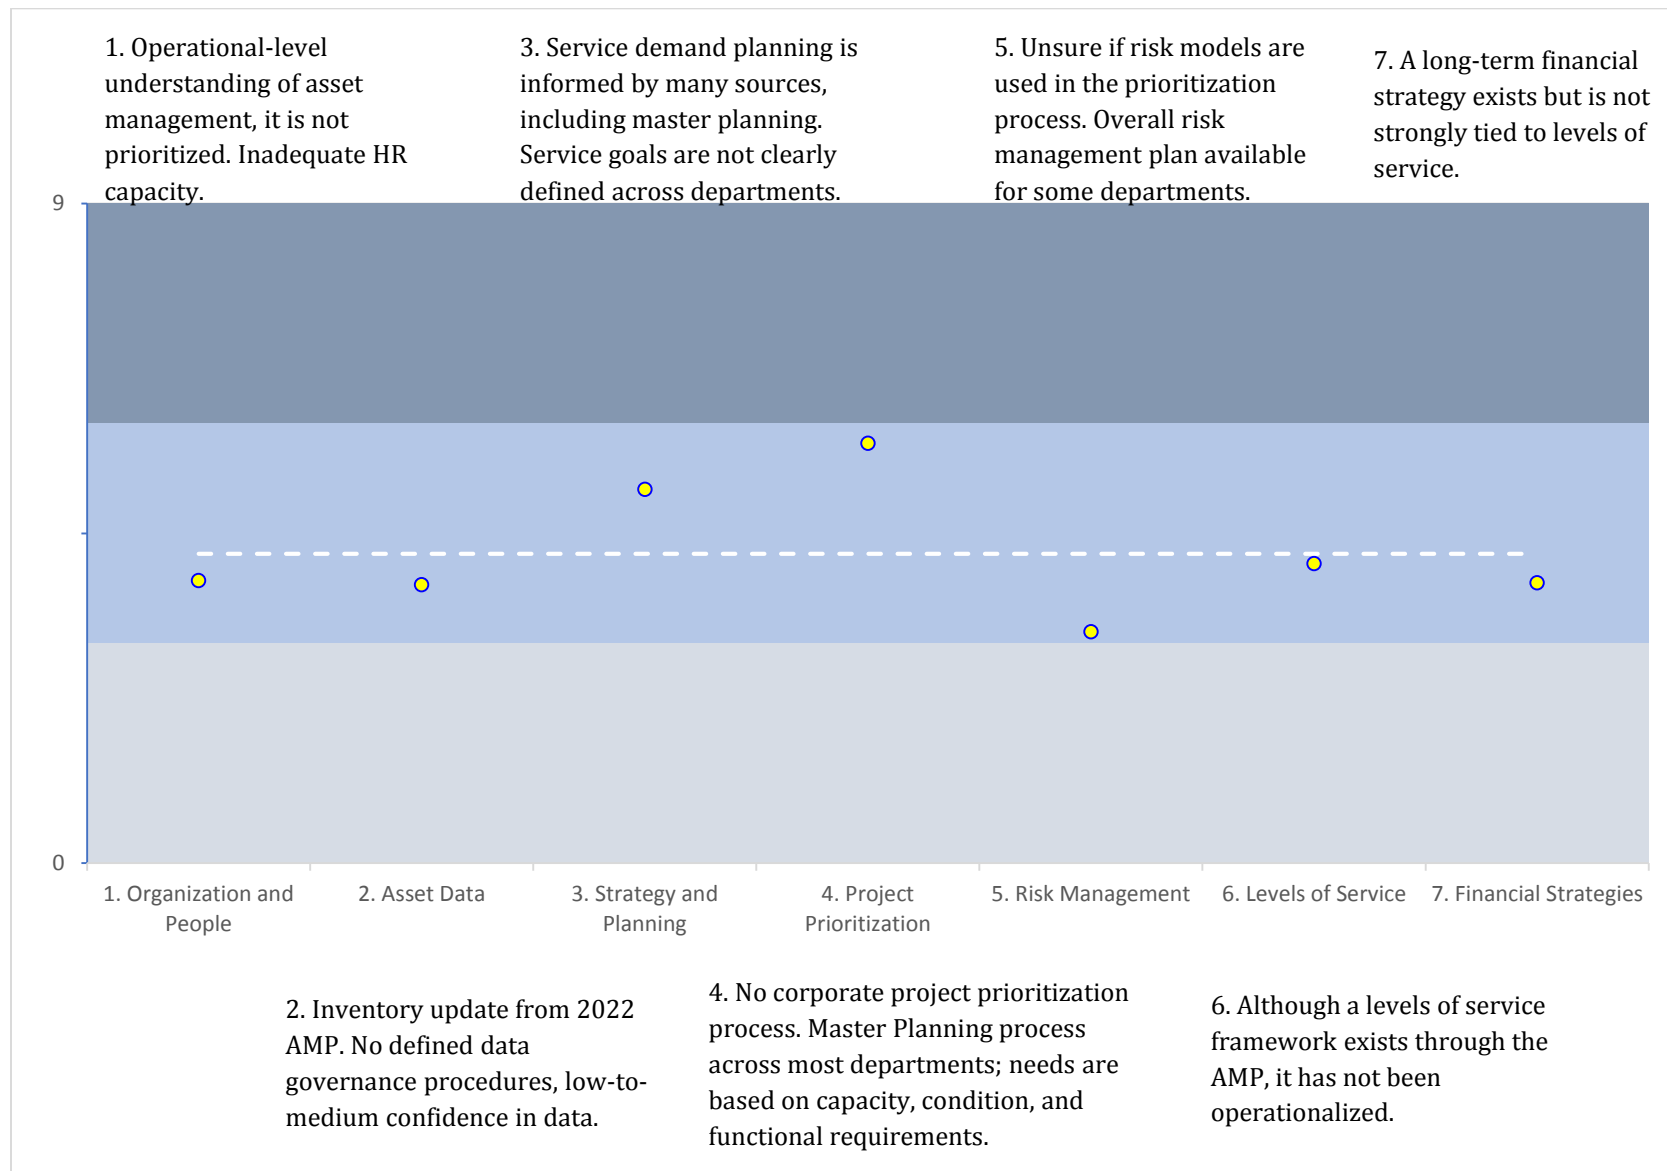 1. Operational-level
understanding of asset
management, it is not
prioritized. Inadequate HR
capacity.
3. Service demand planning is
informed by many sources,
including master planning.
Service goals are not clearly
defined across departments.
5. Unsure if risk models are
used in the prioritization
process. Overall risk
management plan available
for some departments.
7. A long-term financial
strategy exists but is not
strongly tied to levels of
service.
9
0
1. Organization and
People
2. Asset Data
3. Strategy and
Planning
4. Project
Prioritization
5. Risk Management
6. Levels of Service
7. Financial Strategies
2. Inventory update from 2022
AMP. No defined data
governance procedures, low-to-
medium confidence in data.
4. No corporate project prioritization
process. Master Planning process
across most departments; needs are
based on capacity, condition, and
functional requirements.
6. Although a levels of service
framework exists through the
AMP, it has not been
operationalized.